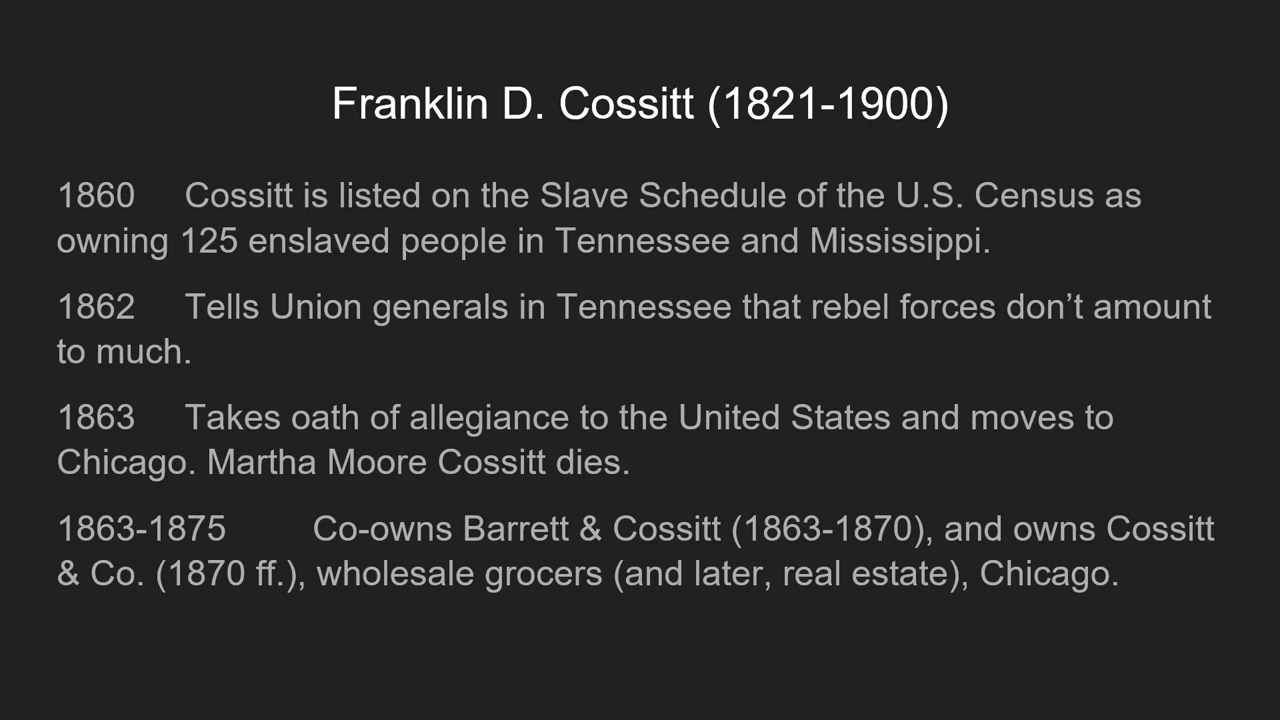 Franklin D. Cossitt (1821-1900)
1860 Cossitt is listed on the Slave Schedule of the U.S. Census as
owning 125 enslaved people in Tennessee and Mississippi.
1862 Tells Union generals in Tennessee that rebel forces don’t amount
to much.
1863 Takes oath of allegiance to the United States and moves to
Chicago. Martha Moore Cossitt dies.
1863-1875 Co-owns Barrett & Cossitt (1863-1870), and owns Cossitt
& Co. (1870 ff.), wholesale grocers (and later, real estate), Chicago.